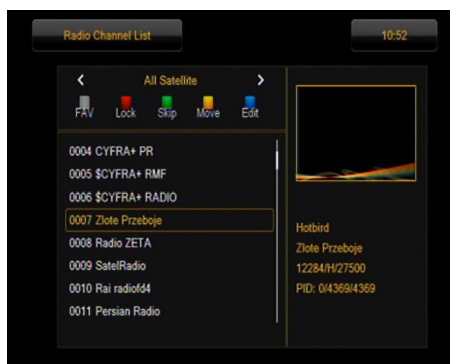 Radio Channel List
10:52
All Satellite
FAV Lock Skip Move Edit
0004 CYFRA+ PR
0005 $CYFRA+ RMF
0006 $CYFRA+ RADIO
0007 Zlote Przeboje
0008 Radio ZETA
0009 SatelRadio
0010 Rai radiofd4
0011 Persian Radio
Hotbird
Zlote Przeboje
12284/H/27500
PID: 0/4369/4369